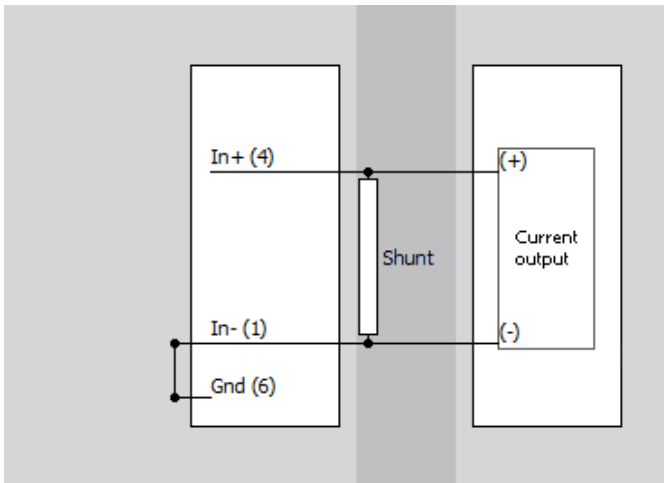 In+ (4)
(+)
Current
output
Shunt
In- (1)
(-)
Gnd (6)